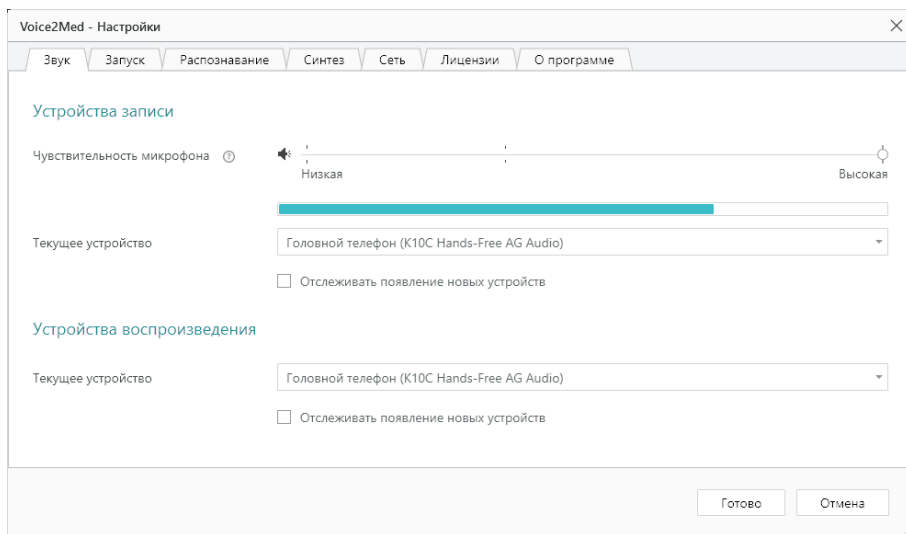 Voice2Med - Настройки
Звук Запуск Распознавание Синтез Сеть Лицензии О программе
Устройства записи
Чувствительность микрофона ?
Низкая Высокая
Текущее устройство Головной телефон (K10C Hands-Free AG Audio)
Отслеживать появление новых устройств
Устройства воспроизведения
Текущее устройство Головной телефон (K10C Hands-Free AG Audio)
Отслеживать появление новых устройств
Готово Отмена